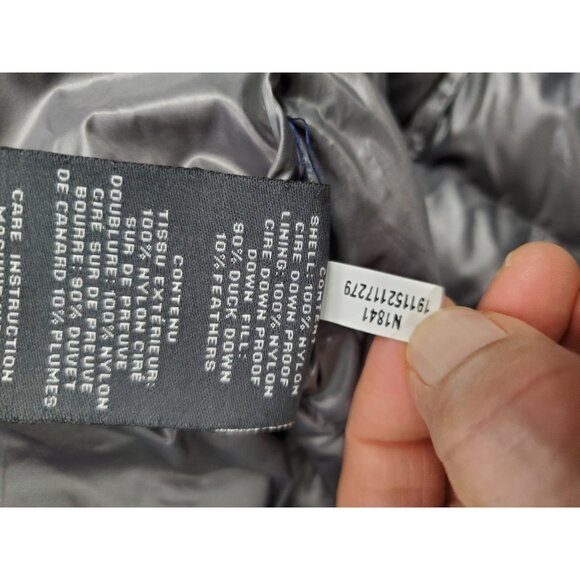 SHELL: 100% NYLON
CIRE DOWN PROOF
LINING: 100% NYLON
CIRE DOWN PROOF
DOWN FILL:
90% DUCK DOWN
10% FEATHERS
CONTENU
TISSU EXTERIEUR:
100% NYLON CIRE
SUR DE PREUVE
DOUBLURE: 100% NYLON
CIRE SUR DE PRUVE
BOURRE: 90% DUVET
DE CANARD 10% PLUMES
CARE INSTRUCTION
N1841
191152117279